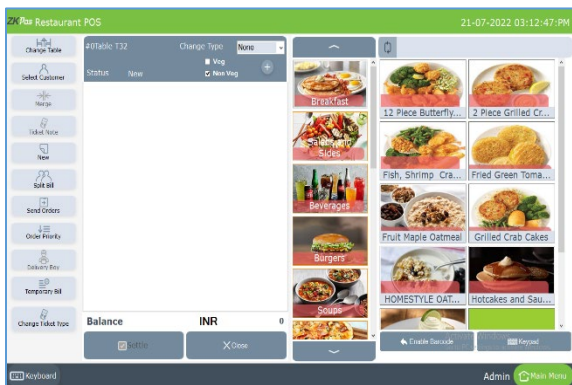 ZKPos Restaurant POS
21-07-2022 03:12:47:PM
Change Table
Select Customer
Merge
Ticket Note
New
Split Bill
Send Orders
Order Priority
Delivery Boy
Temporary Bill
Change Ticket Type
#0Table T32
Change Type
None
Veg
Status
New
Non Veg
Balance
INR
0
Settle
Close
Breakfast
Salads and
Sides
Beverages
Burgers
Soups
12 Piece Butterfly...
2 Piece Grilled Cr...
Fish, Shrimp Cra...
Fried Green Toma...
Fruit Maple Oatmeal
Grilled Crab Cakes
HOMESTYLE OAT...
Hotcakes and Sau...
Enable Barcode
Keypad
Keyboard
Admin
Main Menu